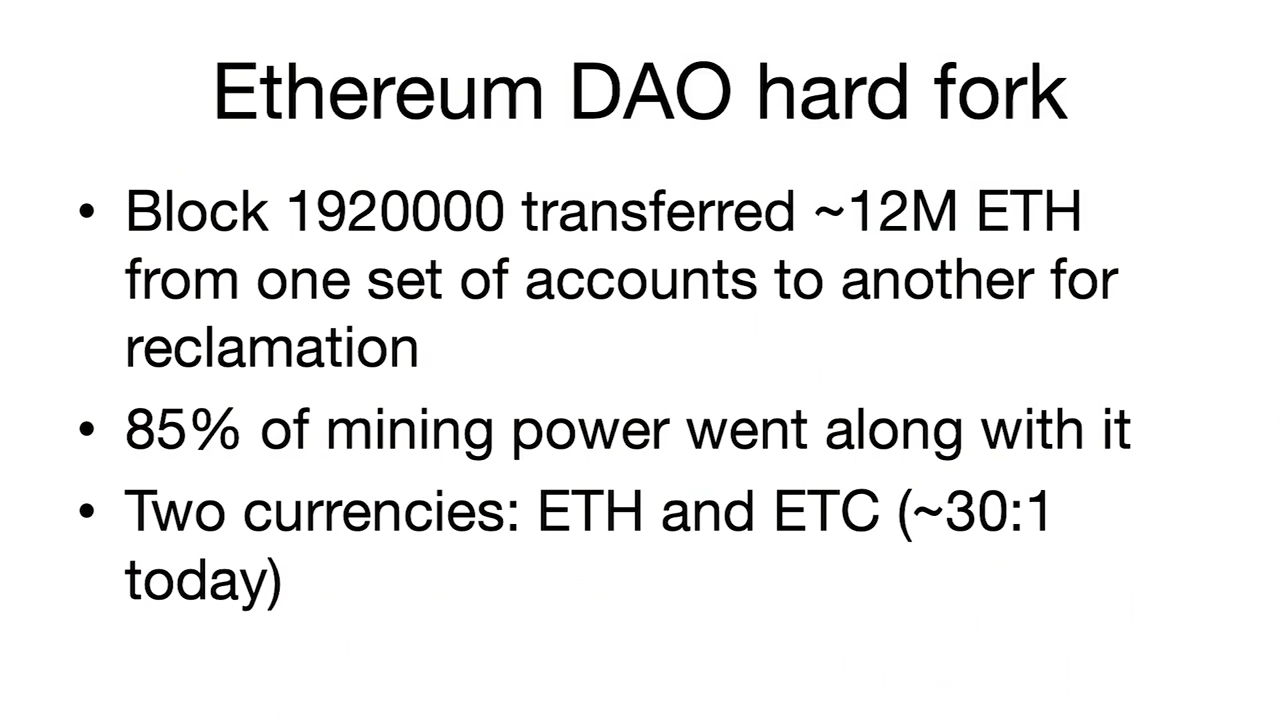 Ethereum DAO hard fork
• Block 1920000 transferred ~12M ETH
from one set of accounts to another for
reclamation
• 85% of mining power went along with it
• Two currencies: ETH and ETC (~30:1
today)